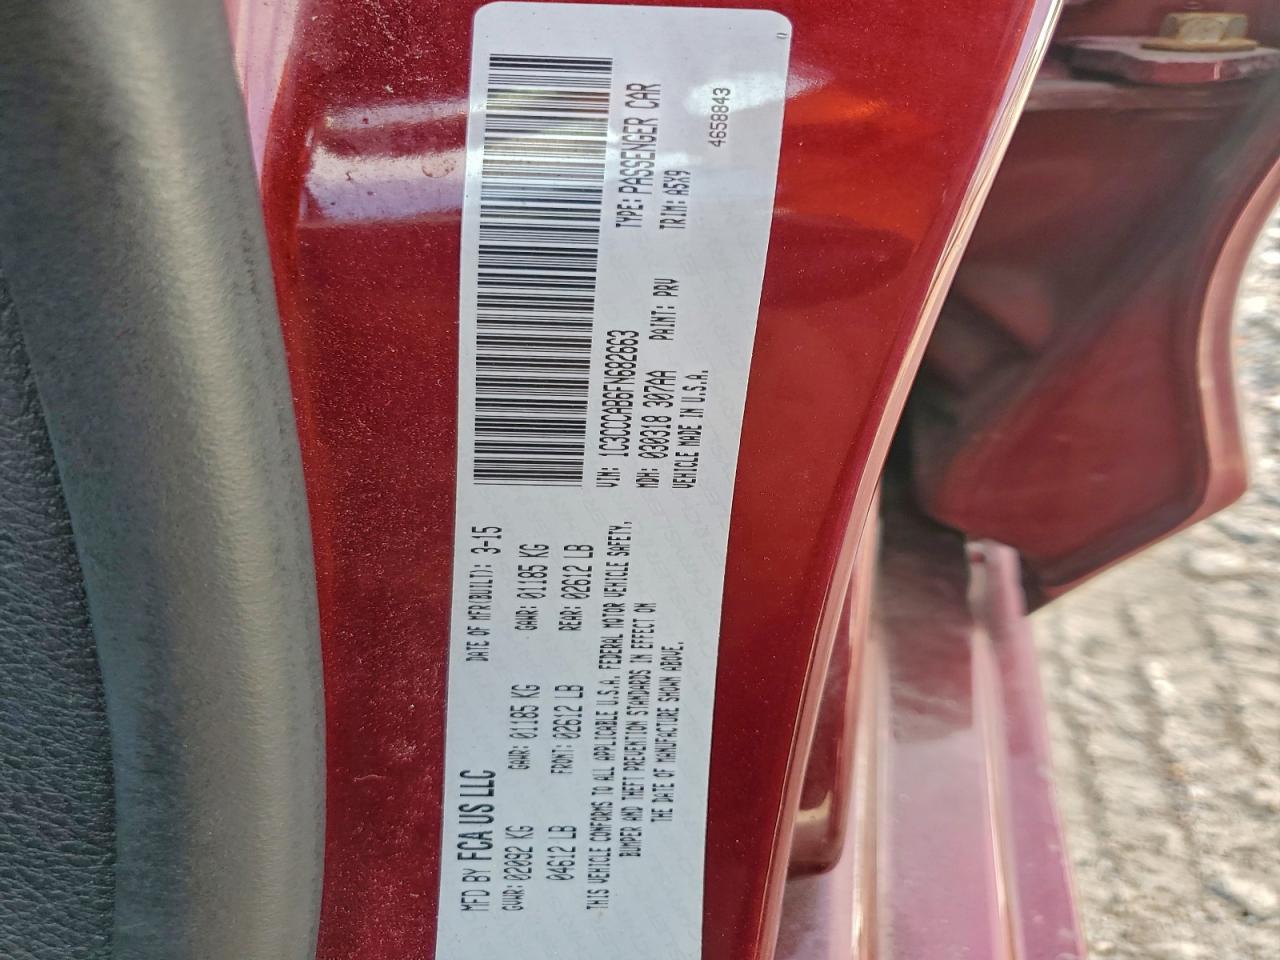 MFD BY FCA US LLC
DATE OF MFR(BUILT): 3-15
GVWR: 02092 KG
GAWR: 01185 KG
GAWR: 01185 KG
04612 LB
FRONT: 02612 LB
REAR: 02612 LB
THIS VEHICLE CONFORMS TO ALL APPLICABLE U.S.A. FEDERAL MOTOR VEHICLE SAFETY,
BUMPER AND THEFT PREVENTION STANDARDS IN EFFECT ON
THE DATE OF MANUFACTURE SHOWN ABOVE.
VIN: 1C3CCCAB6FN682663
TYPE: PASSENGER CAR
MDH: 030318 307AA
PAINT: PRV
TRIM: A5X9
VEHICLE MADE IN U.S.A.
4658843